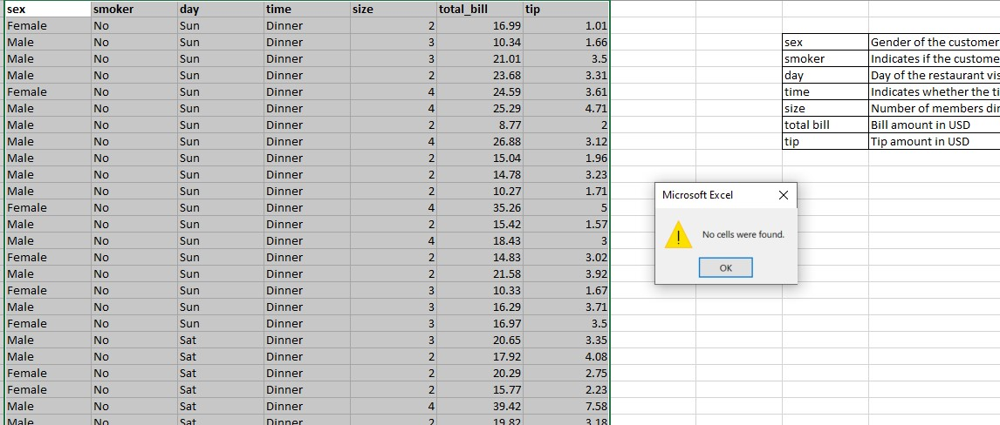 sex smoker day time size total_bill tip
Female No Sun Dinner 2 16.99 1.01
Male No Sun Dinner 3 10.34 1.66
Male No Sun Dinner 3 21.01 3.5
Male No Sun Dinner 2 23.68 3.31
Female No Sun Dinner 4 24.59 3.61
Male No Sun Dinner 4 25.29 4.71
Male No Sun Dinner 2 8.77 2
Male No Sun Dinner 4 26.88 3.12
Male No Sun Dinner 2 15.04 1.96
Male No Sun Dinner 2 14.78 3.23
Male No Sun Dinner 2 10.27 1.71
Female No Sun Dinner 4 35.26 5
Male No Sun Dinner 2 15.42 1.57
Male No Sun Dinner 4 18.43 3
Female No Sun Dinner 2 14.83 3.02
Male No Sun Dinner 2 21.58 3.92
Female No Sun Dinner 3 10.33 1.67
Male No Sun Dinner 3 16.29 3.71
Female No Sun Dinner 3 16.97 3.5
Male No Sat Dinner 3 20.65 3.35
Male No Sat Dinner 2 17.92 4.08
Female No Sat Dinner 2 20.29 2.75
Female No Sat Dinner 2 15.77 2.23
Male No Sat Dinner 4 39.42 7.58
Male No Sat Dinner 2 19.82 3.18
sex Gender of the customer
smoker Indicates if the custome
day Day of the restaurant vis
time Indicates whether the ti
size Number of members din
total bill Bill amount in USD
tip Tip amount in USD
Microsoft Excel
No cells were found.
OK